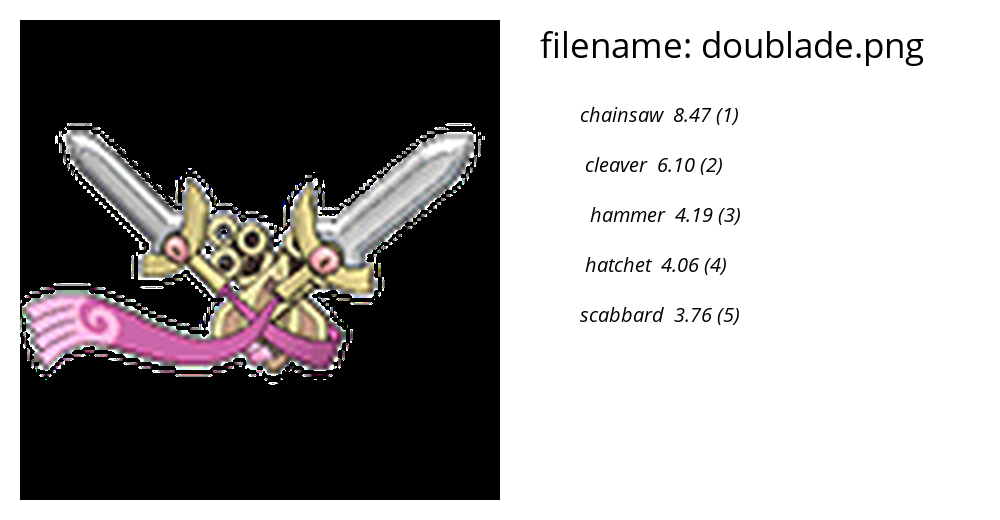 filename: doublade.png
chainsaw 8.47 (1)
cleaver 6.10 (2)
hammer 4.19 (3)
hatchet 4.06 (4)
scabbard 3.76 (5)